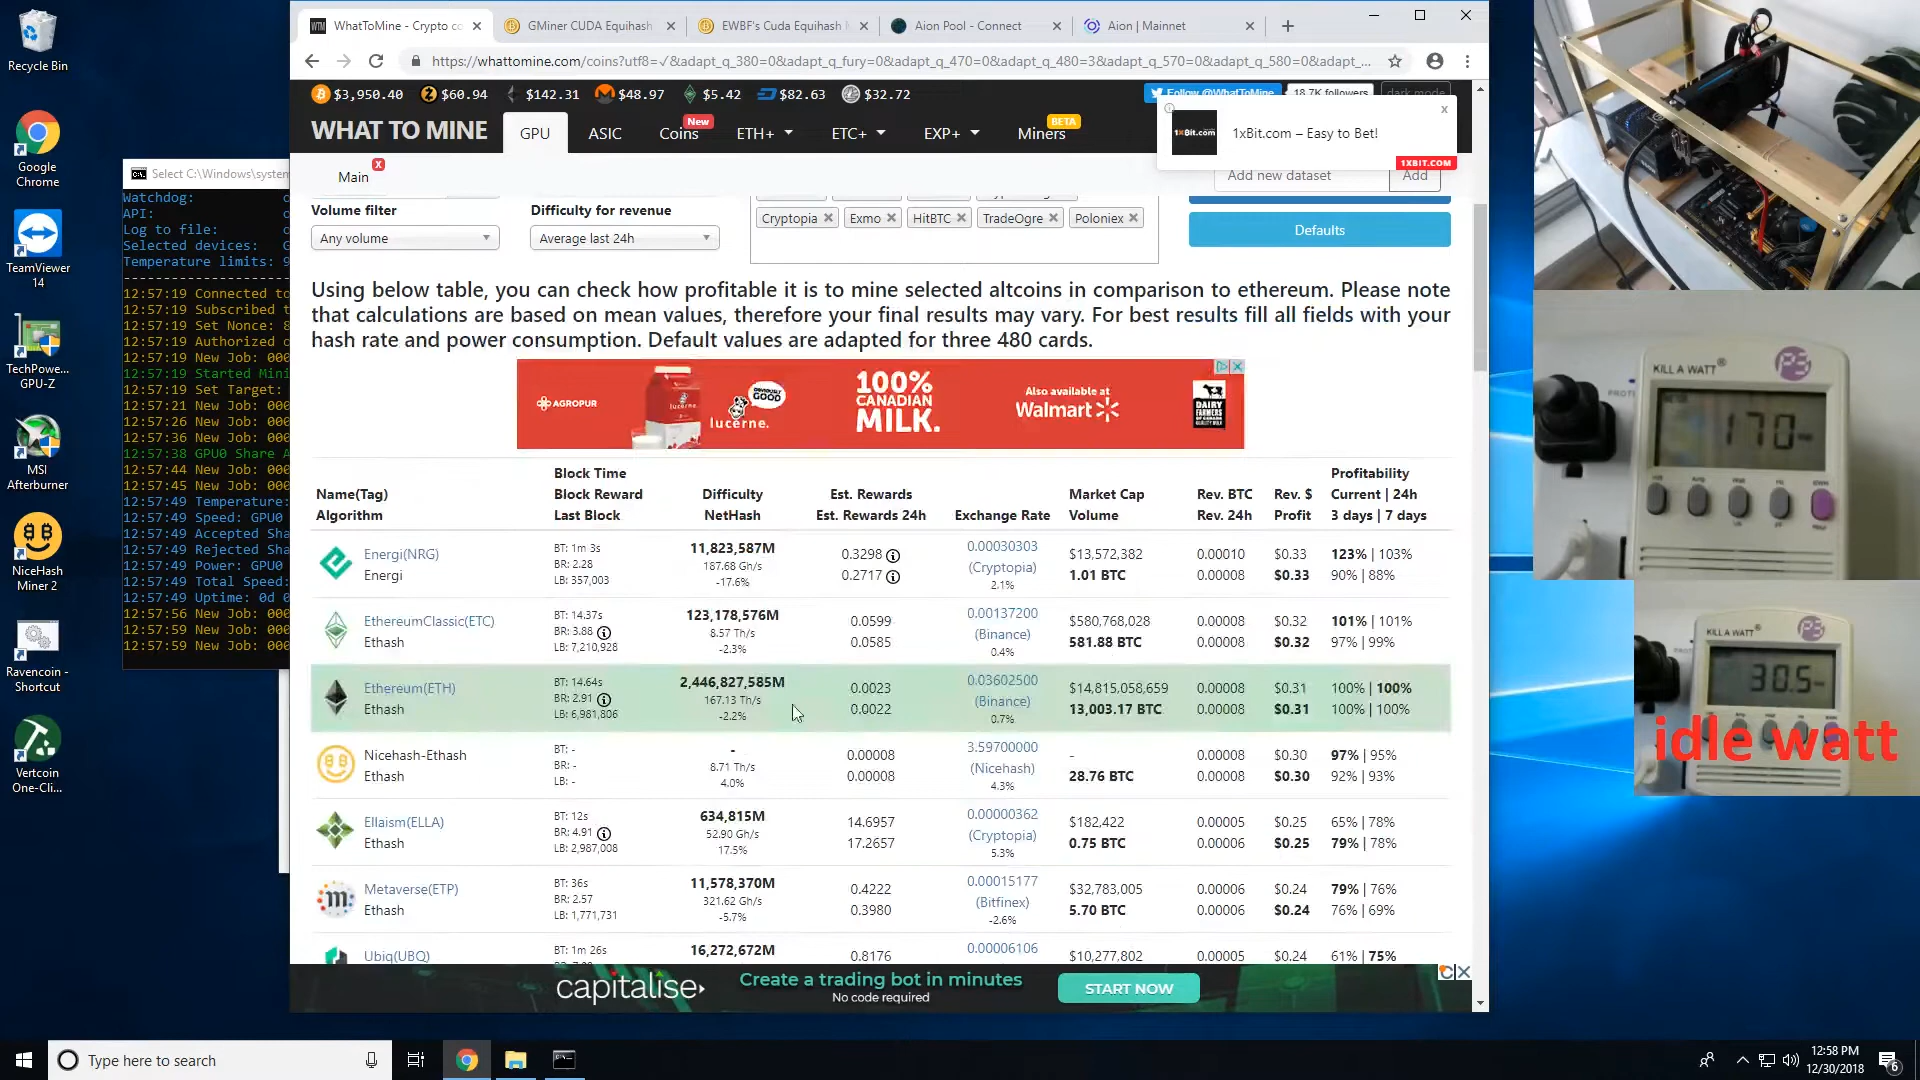 Recycle Bin
Google Chrome
TeamViewer 14
TechPowe... GPU-Z
MSI Afterburner
NiceHash Miner 2
Ravencoin - Shortcut
Vertcoin One-Cli...
Select C:\Windows\system
Watchdog:
API:
Log to file:
Selected devices: G
Temperature limits: 9
12:57:19 Connected to
12:57:19 Subscribed t
12:57:19 Set Nonce: 8
12:57:19 Authorized o
12:57:19 New Job: 000
12:57:19 Started Mini
12:57:19 Set Target:
12:57:21 New Job: 000
12:57:26 New Job: 000
12:57:36 New Job: 000
12:57:38 GPU0 Share A
12:57:44 New Job: 000
12:57:45 New Job: 000
12:57:49 Temperature:
12:57:49 Speed: GPU0
12:57:49 Accepted Sha
12:57:49 Rejected Sha
12:57:49 Power: GPU0
12:57:49 Total Speed:
12:57:49 Uptime: 0d 0
12:57:56 New Job: 000
12:57:59 New Job: 000
12:57:59 New Job: 000
WhatToMine - Crypto co
GMiner CUDA Equihash
EWBF's Cuda Equihash
Aion Pool - Connect
Aion | Mainnet
https://whattomine.com/coins?utf8=✓&adapt_q_380=0&adapt_q_fury=0&adapt_q_470=0&adapt_q_480=3&adapt_q_570=0&adapt_q_580=0&adapt_...
$3,950.40 $60.94 $142.31 $48.97 $5.42 $82.63 $32.72
Follow @WhatToMine 18.7K followers dark mode
WHAT TO MINE GPU ASIC Coins New ETH+ ETC+ EXP+ Miners BETA
1xBit.com
1xBit.com – Easy to Bet!
1XBIT.COM
Main x
Add new dataset Add
Volume filter Difficulty for revenue
Any volume Average last 24h
Cryptopia Exmo HitBTC TradeOgre Poloniex
Defaults
Using below table, you can check how profitable it is to mine selected altcoins in comparison to ethereum. Please note
that calculations are based on mean values, therefore your final results may vary. For best results fill all fields with your
hash rate and power consumption. Default values are adapted for three 480 cards.
AGROPUR lucerne. OBVIOUSLY GOOD lucerne. 100% CANADIAN MILK. Also available at Walmart DAIRY FARMERS OF CANADA QUALITY MILK
Name(Tag) Algorithm
Block Time Block Reward Last Block
Difficulty NetHash
Est. Rewards Est. Rewards 24h
Exchange Rate
Market Cap Volume
Rev. BTC Rev. 24h
Rev. $ Profit
Profitability Current | 24h 3 days | 7 days
Energi(NRG) BT: 1m 3s 11,823,587M 0.3298 0.00030303 $13,572,382 0.00010 $0.33 123% | 103%
Energi BR: 2.28 187.68 Gh/s 0.2717 (Cryptopia) 1.01 BTC 0.00008 $0.33 90% | 88%
LB: 357,003 -17.6% 2.1%
EthereumClassic(ETC) BT: 14.37s 123,178,576M 0.0599 0.00137200 $580,768,028 0.00008 $0.32 101% | 101%
Ethash BR: 3.88 8.57 Th/s 0.0585 (Binance) 581.88 BTC 0.00008 $0.32 97% | 99%
LB: 7,210,928 -2.3% 0.4%
Ethereum(ETH) BT: 14.64s 2,446,827,585M 0.0023 0.03602500 $14,815,058,659 0.00008 $0.31 100% | 100%
Ethash BR: 2.91 167.13 Th/s 0.0022 (Binance) 13,003.17 BTC 0.00008 $0.31 100% | 100%
LB: 6,981,806 -2.2% 0.7%
Nicehash-Ethash BT: - - 0.00008 3.59700000 - 0.00008 $0.30 97% | 95%
Ethash BR: - 8.71 Th/s 0.00008 (Nicehash) 28.76 BTC 0.00008 $0.30 92% | 93%
LB: - 4.0% 4.3%
Ellaism(ELLA) BT: 12s 634,815M 14.6957 0.00000362 $182,422 0.00005 $0.25 65% | 78%
Ethash BR: 4.91 52.90 Gh/s 17.2657 (Cryptopia) 0.75 BTC 0.00006 $0.25 79% | 78%
LB: 2,987,008 17.5% 5.3%
Metaverse(ETP) BT: 36s 11,578,370M 0.4222 0.00015177 $32,783,005 0.00006 $0.24 79% | 76%
Ethash BR: 2.57 321.62 Gh/s 0.3980 (Bitfinex) 5.70 BTC 0.00006 $0.24 76% | 69%
LB: 1,771,731 -5.7% -2.6%
Ubiq(UBQ) BT: 1m 26s 16,272,672M 0.8176 0.00006106 $10,277,802 0.00005 $0.24 61% | 75%
capitalise Create a trading bot in minutes START NOW
No code required
KILL A WATT P3
170
KILL A WATT P3
30.5
idle watt
Type here to search
12:58 PM
12/30/2018
6